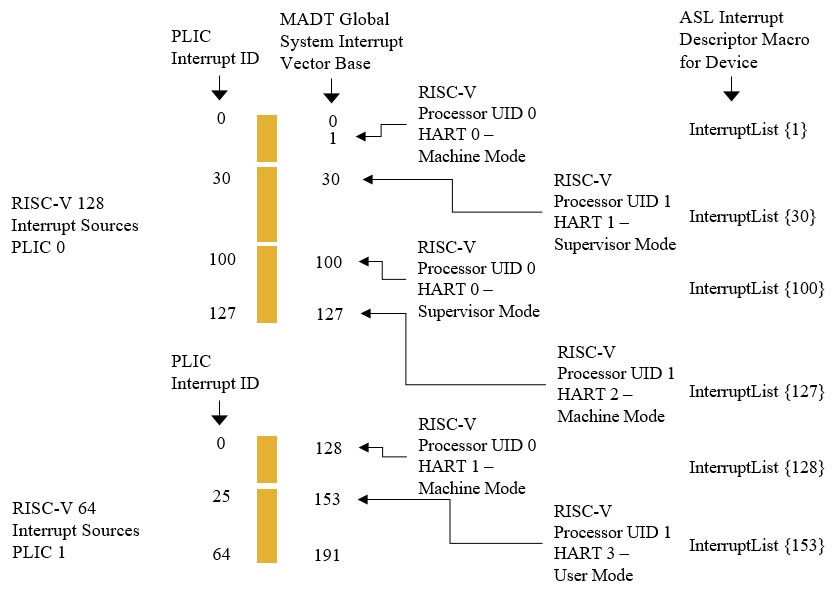 PLIC
Interrupt ID
MADT Global
System Interrupt
Vector Base
ASL Interrupt
Descriptor Macro
for Device
RISC-V 128
Interrupt Sources
PLIC 0
0
30
100
127
0
1
30
100
127
RISC-V
Processor UID 0
HART 0 –
Machine Mode
RISC-V
Processor UID 1
HART 1 –
Supervisor Mode
RISC-V
Processor UID 0
HART 0 –
Supervisor Mode
RISC-V
Processor UID 1
HART 2 –
Machine Mode
InterruptList {1}
InterruptList {30}
InterruptList {100}
InterruptList {127}
PLIC
Interrupt ID
RISC-V 64
Interrupt Sources
PLIC 1
0
25
64
128
153
191
RISC-V
Processor UID 0
HART 1 –
Machine Mode
RISC-V
Processor UID 1
HART 3 –
User Mode
InterruptList {128}
InterruptList {153}